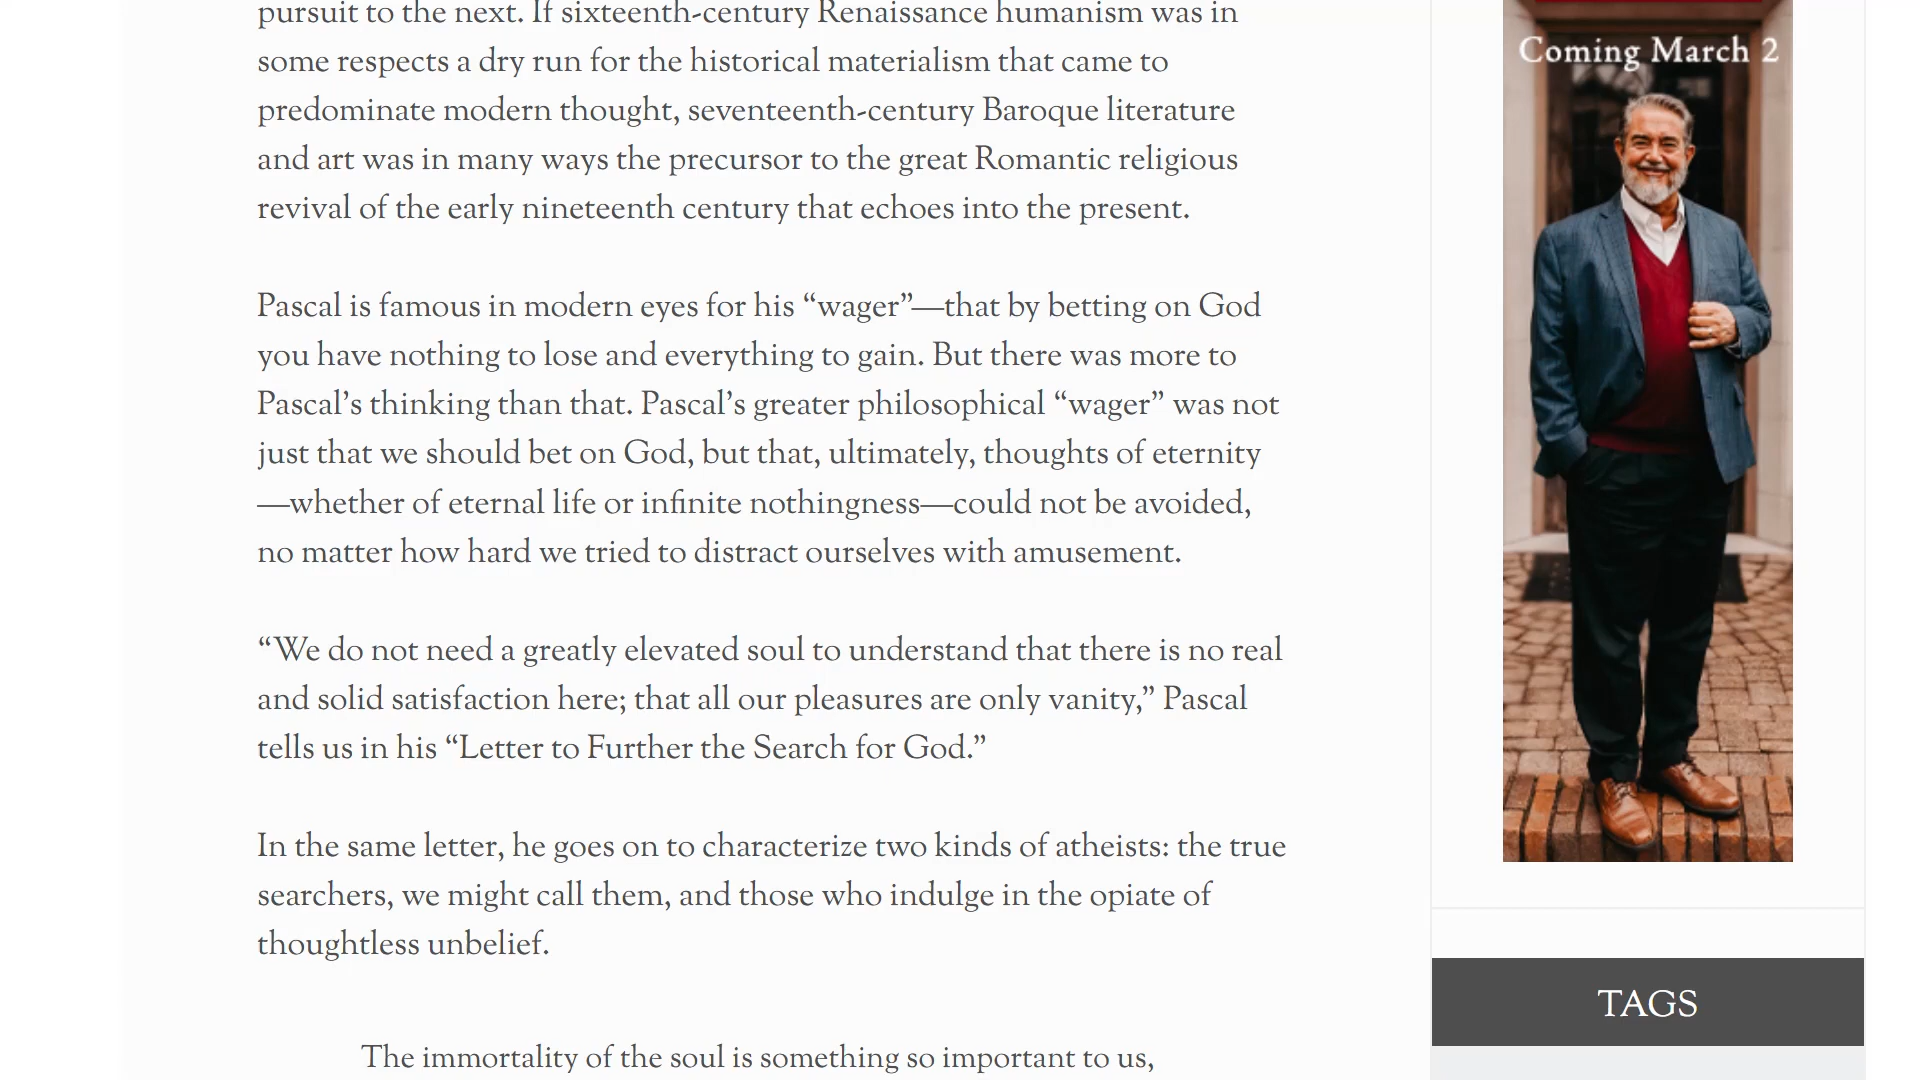 pursuit to the next. If sixteenth-century Renaissance humanism was in
some respects a dry run for the historical materialism that came to
predominate modern thought, seventeenth-century Baroque literature
and art was in many ways the precursor to the great Romantic religious
revival of the early nineteenth century that echoes into the present.
Pascal is famous in modern eyes for his “wager”—that by betting on God
you have nothing to lose and everything to gain. But there was more to
Pascal’s thinking than that. Pascal’s greater philosophical “wager” was not
just that we should bet on God, but that, ultimately, thoughts of eternity
—whether of eternal life or infinite nothingness—could not be avoided,
no matter how hard we tried to distract ourselves with amusement.
“We do not need a greatly elevated soul to understand that there is no real
and solid satisfaction here; that all our pleasures are only vanity,” Pascal
tells us in his “Letter to Further the Search for God.”
In the same letter, he goes on to characterize two kinds of atheists: the true
searchers, we might call them, and those who indulge in the opiate of
thoughtless unbelief.
The immortality of the soul is something so important to us,
Coming March 2
TAGS